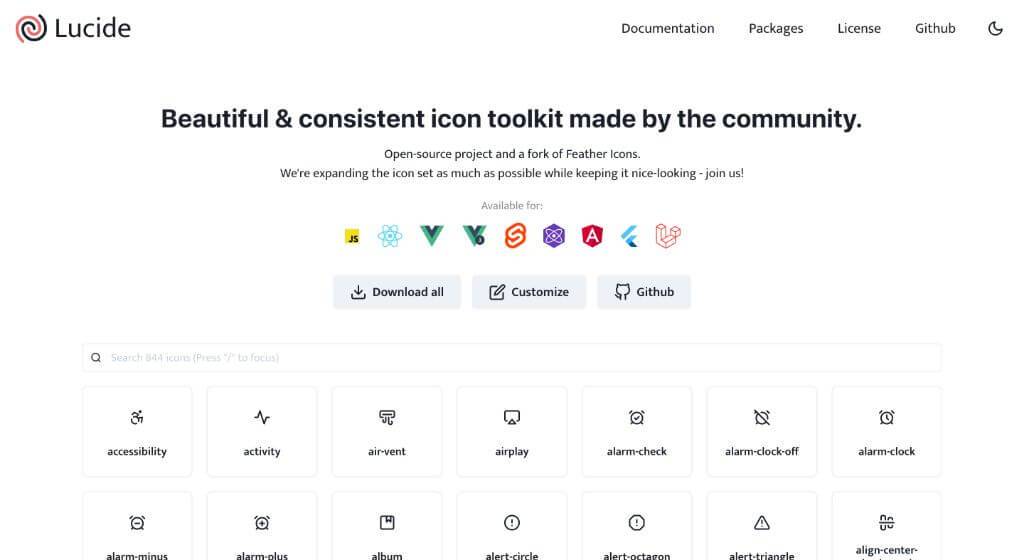 Lucide
Documentation
Packages
License
Github
Beautiful & consistent icon toolkit made by the community.
Open-source project and a fork of Feather Icons.
We're expanding the icon set as much as possible while keeping it nice-looking - join us!
Available for:
JS
Download all
Customize
Github
Search 844 icons (Press "/" to focus)
accessibility
activity
air-vent
airplay
alarm-check
alarm-clock-off
alarm-clock
alarm-minus
alarm-plus
album
alert-circle
alert-octagon
alert-triangle
align-center-